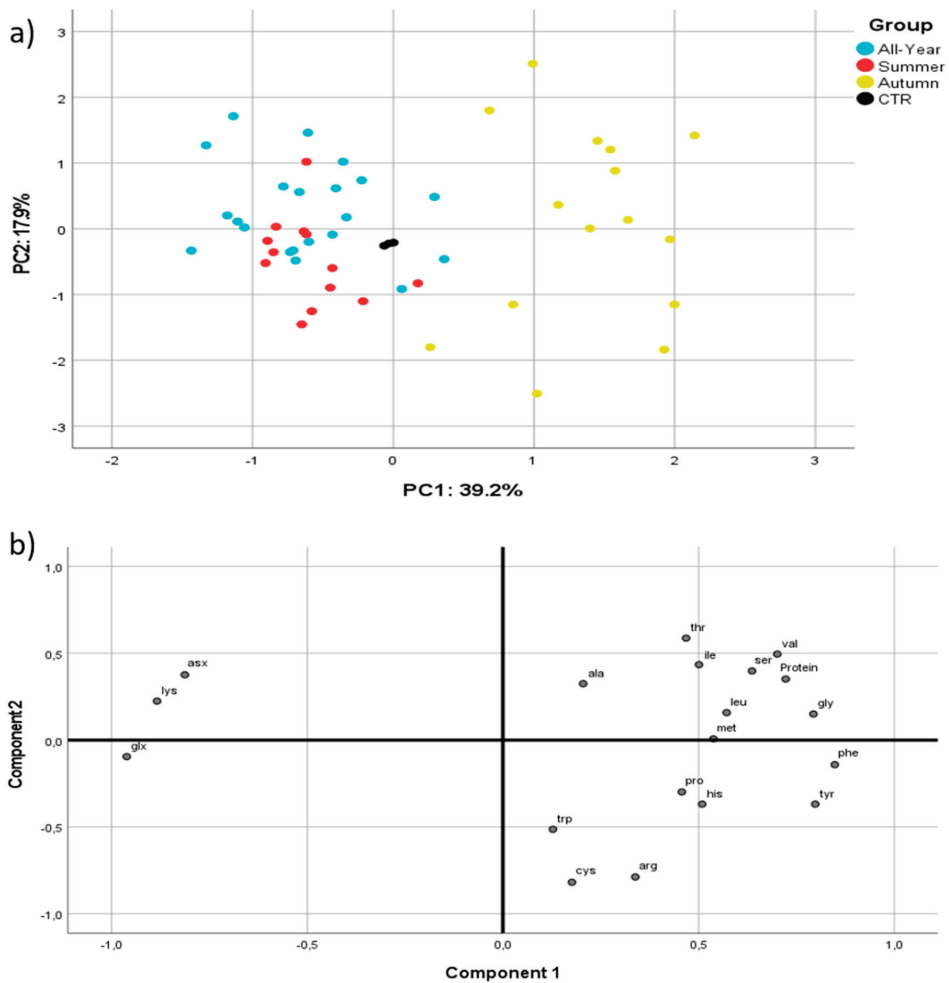 a)
Group
All-Year
Summer
Autumn
CTR
3
2
1
0
-1
-2
-3
PC2: 17.9%
-2
-1
0
1
2
3
PC1: 39.2%
b)
1,0
0,5
0,0
-0,5
-1,0
Component 2
thr
val
ile
ser
asx
Protein
ala
lys
leu
gly
met
glx
phe
pro
his
tyr
trp
cys
arg
-1,0
-0,5
0,0
0,5
1,0
Component 1